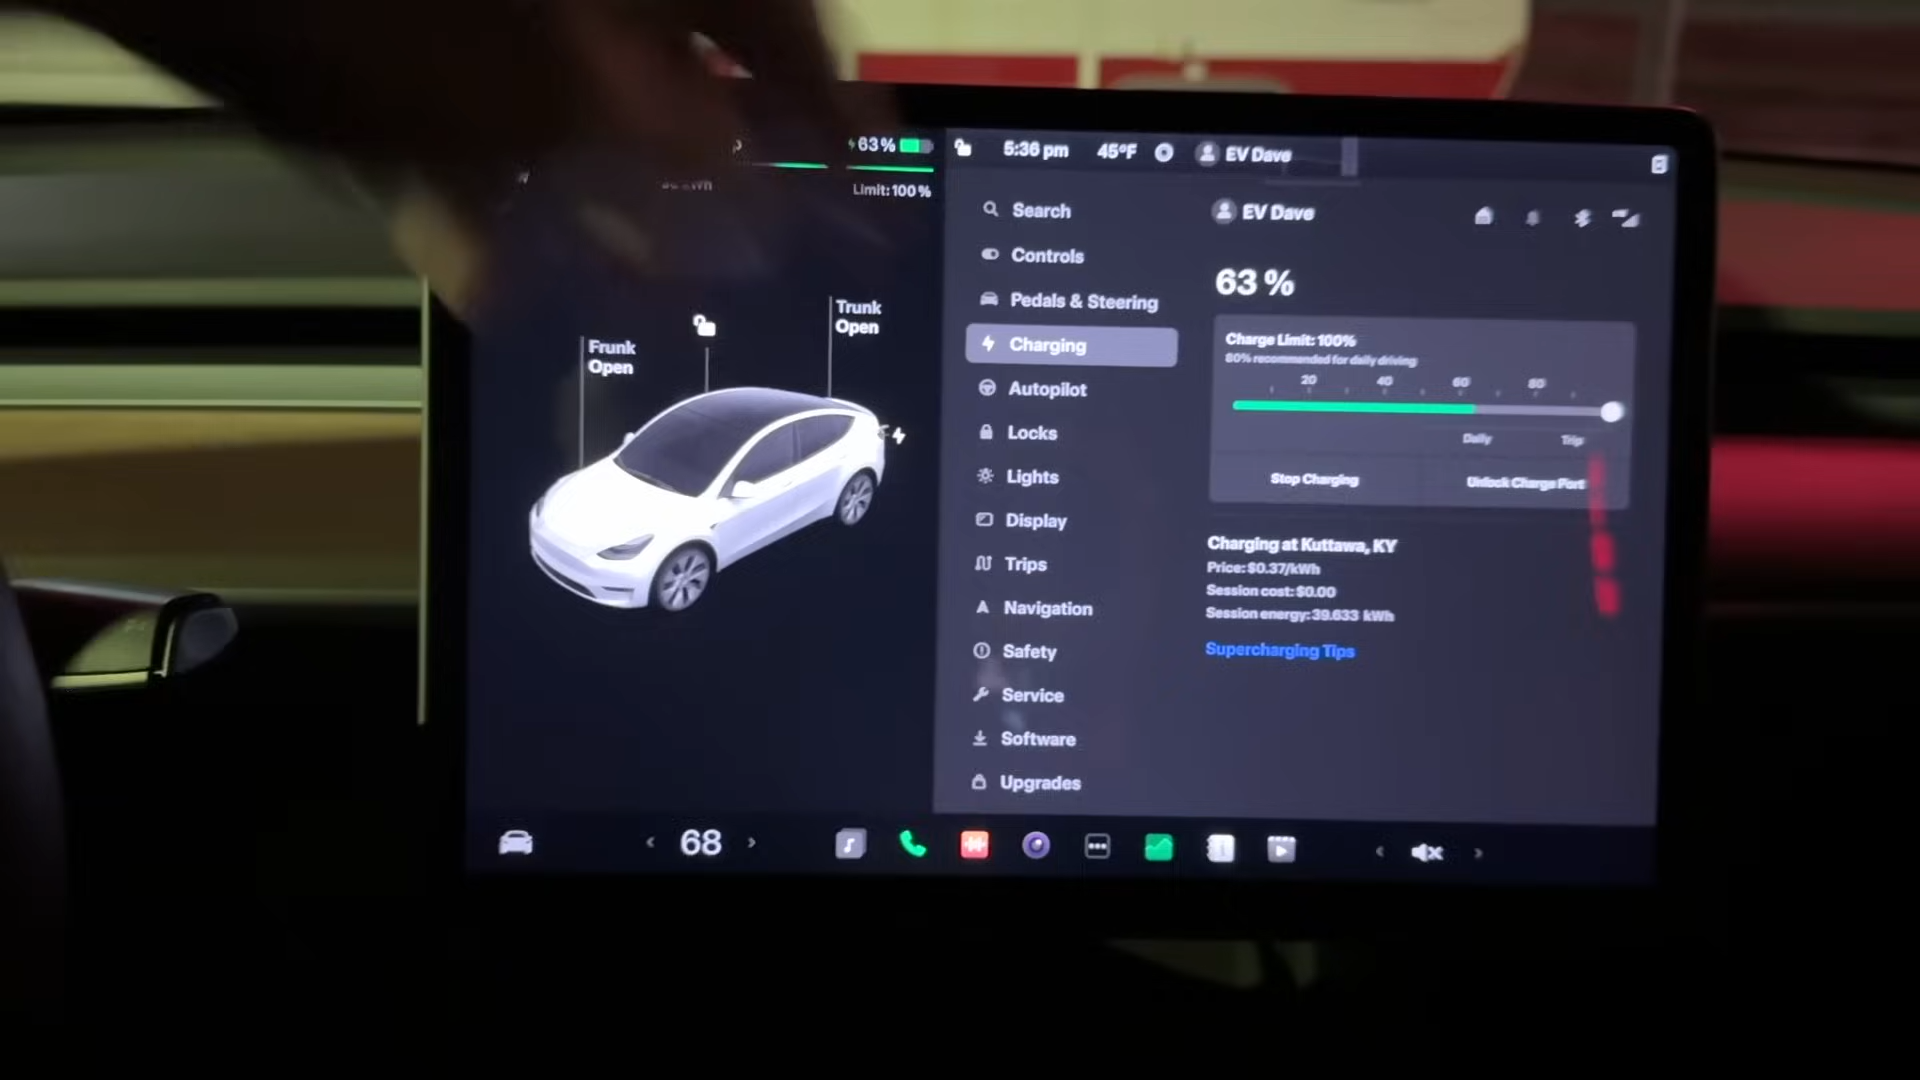 63%
Limit: 100%
Trunk
Open
Frunk
Open
5:36 pm
45°F
EV Dave
Search
Controls
Pedals & Steering
Charging
Autopilot
Locks
Lights
Display
Trips
Navigation
Safety
Service
Software
Upgrades
EV Dave
63 %
Charge Limit: 100%
80% recommended for daily driving
20 40 60 80
Daily Trip
Stop Charging
Unlock Charge Port
Charging at Kuttawa, KY
Price: $0.37/kWh
Session cost: $0.00
Session energy: 39.633 kWh
Supercharging Tips
68